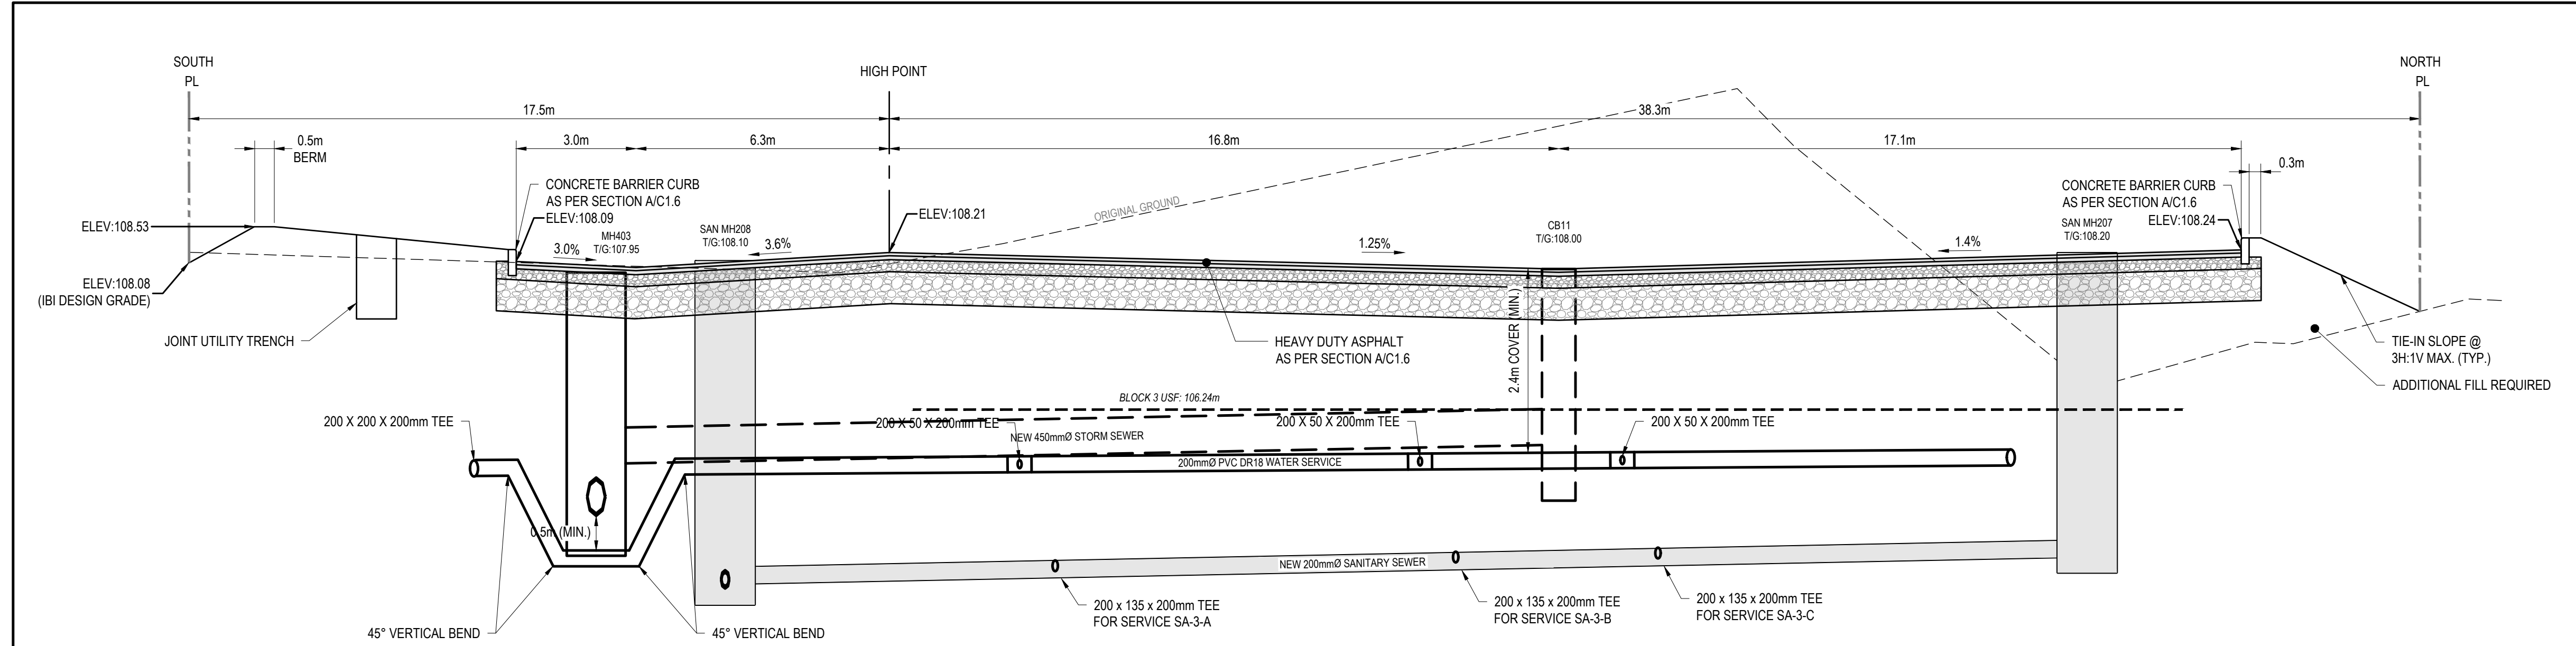 SOUTH
PL
HIGH POINT
NORTH
PL
17.5m
38.3m
0.5m
BERM
3.0m
6.3m
16.8m
17.1m
0.3m
CONCRETE BARRIER CURB
AS PER SECTION A/C1.6
ELEV:108.09
ELEV:108.53
MH403
T/G:107.95
3.0%
SAN MH208
T/G:108.10
3.6%
ELEV:108.21
ORIGINAL GROUND
1.25%
CB11
T/G:108.00
1.4%
CONCRETE BARRIER CURB
AS PER SECTION A/C1.6
ELEV:108.24
SAN MH207
T/G:108.20
ELEV:108.08
(IBI DESIGN GRADE)
JOINT UTILITY TRENCH
HEAVY DUTY ASPHALT
AS PER SECTION A/C1.6
2.4m COVER (MIN.)
TIE-IN SLOPE @
3H:1V MAX. (TYP.)
ADDITIONAL FILL REQUIRED
BLOCK 3 USF: 106.24m
200 X 200 X 200mm TEE
200 X 50 X 200mm TEE
200 X 50 X 200mm TEE
200 X 50 X 200mm TEE
NEW 450mmØ STORM SEWER
200mmØ PVC DR18 WATER SERVICE
0.5m (MIN.)
NEW 200mmØ SANITARY SEWER
200 x 135 x 200mm TEE
FOR SERVICE SA-3-A
200 x 135 x 200mm TEE
FOR SERVICE SA-3-B
200 x 135 x 200mm TEE
FOR SERVICE SA-3-C
45° VERTICAL BEND
45° VERTICAL BEND